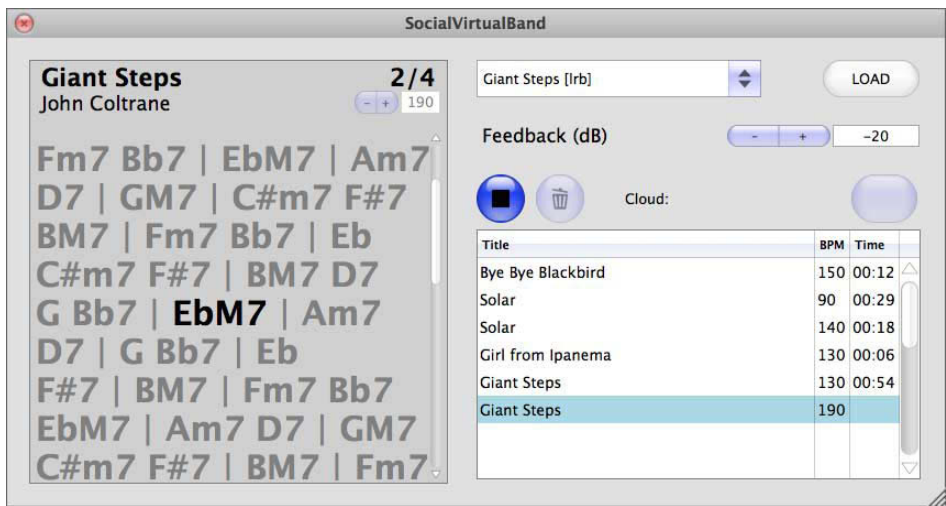 SocialVirtualBand
Giant Steps 2/4
John Coltrane - + 190
Fm7 Bb7 | EbM7 | Am7
D7 | GM7 | C#m7 F#7
BM7 | Fm7 Bb7 | Eb
C#m7 F#7 | BM7 D7
G Bb7 | EbM7 | Am7
D7 | G Bb7 | Eb
F#7 | BM7 | Fm7 Bb7
EbM7 | Am7 D7 | GM7
C#m7 F#7 | BM7 | Fm7
Giant Steps [lrb] LOAD
Feedback (dB) - + -20
Cloud:
Title BPM Time
Bye Bye Blackbird 150 00:12
Solar 90 00:29
Solar 140 00:18
Girl from Ipanema 130 00:06
Giant Steps 130 00:54
Giant Steps 190